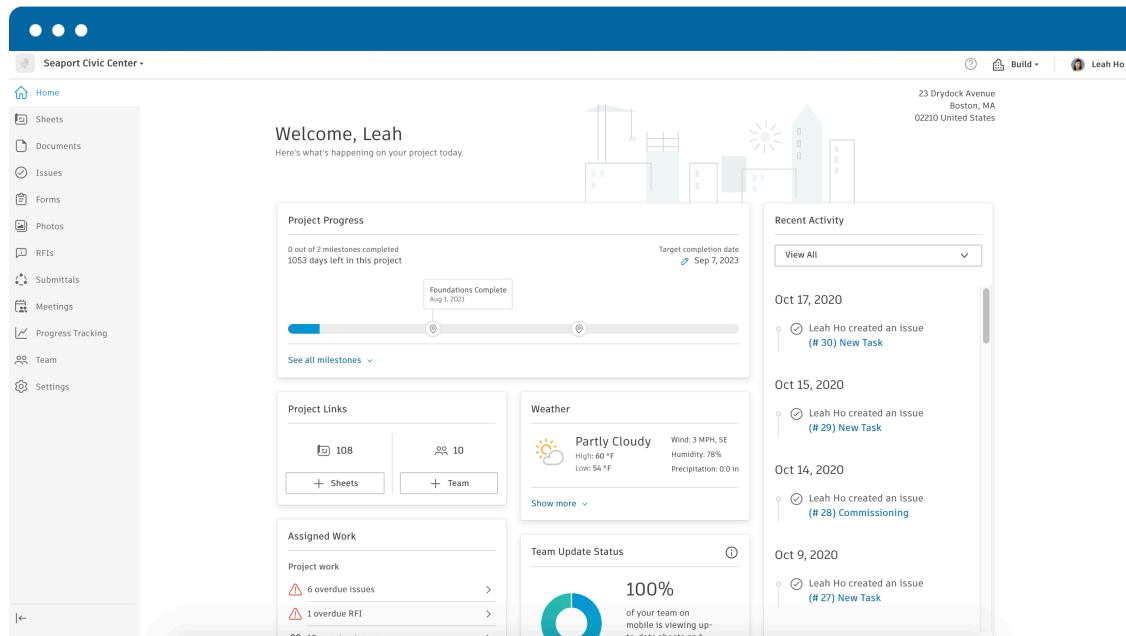 Seaport Civic Center
Build
Leah Ho
Home
Sheets
Documents
Issues
Forms
Photos
RFIs
Submittals
Meetings
Progress Tracking
Team
Settings
Welcome, Leah
Here's what's happening on your project today.
23 Drydock Avenue
Boston, MA
02210 United States
Project Progress
0 out of 2 milestones completed
1053 days left in this project
Target completion date
Sep 7, 2023
Foundations Complete
Aug 1, 2021
See all milestones
Project Links
108
10
+ Sheets
+ Team
Weather
Partly Cloudy
High: 60 °F
Low: 54 °F
Wind: 3 MPH, SE
Humidity: 78%
Precipitation: 0.0 in
Show more
Assigned Work
Project work
6 overdue issues
1 overdue RFI
Team Update Status
100%
of your team on
mobile is viewing up-
Recent Activity
View All
Oct 17, 2020
Leah Ho created an issue
(# 30) New Task
Oct 15, 2020
Leah Ho created an issue
(# 29) New Task
Oct 14, 2020
Leah Ho created an issue
(# 28) Commissioning
Oct 9, 2020
Leah Ho created an issue
(# 27) New Task